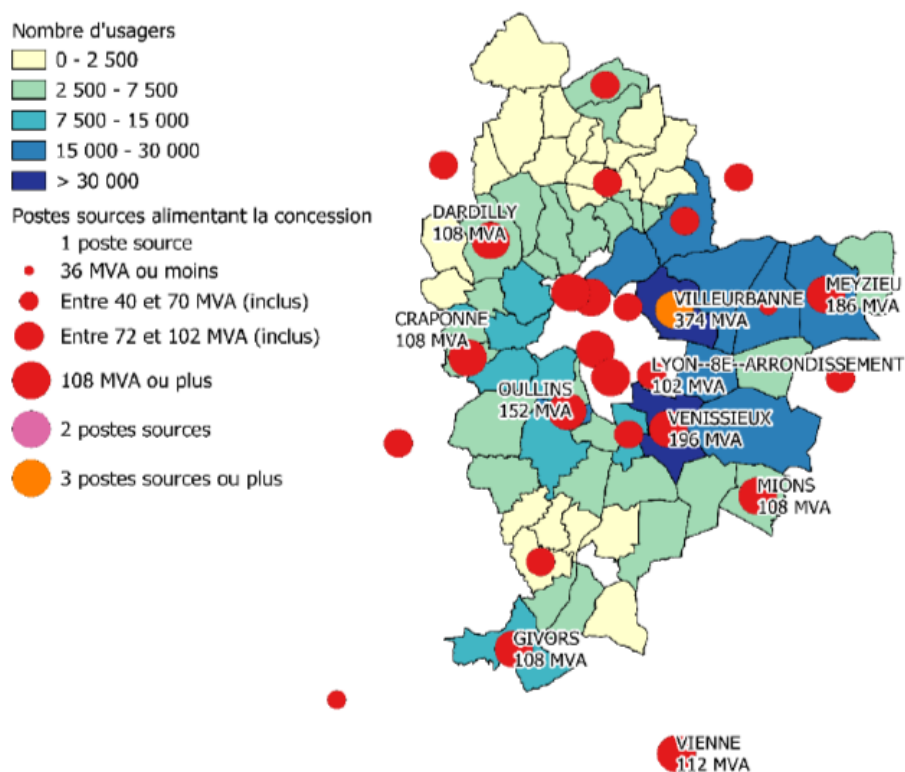 Nombre d'usagers
0 - 2 500
2 500 - 7 500
7 500 - 15 000
15 000 - 30 000
> 30 000
Postes sources alimentant la concession
1 poste source
36 MVA ou moins
Entre 40 et 70 MVA (inclus)
Entre 72 et 102 MVA (inclus)
108 MVA ou plus
2 postes sources
3 postes sources ou plus
DARDILLY
108 MVA
VILLEURBANNE
374 MVA
MEYZIEU
186 MVA
CRAPONNE
108 MVA
LYON--8E--ARRONDISSEMENT
102 MVA
OULLINS
152 MVA
VENISSIEUX
196 MVA
MIONS
108 MVA
GIVORS
108 MVA
VIENNE
112 MVA